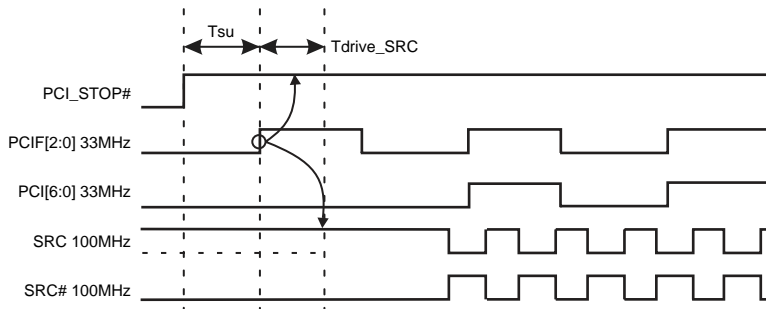 Tsu
Tdrive_SRC
PCI_STOP#
PCIF[2:0] 33MHz
PCI[6:0] 33MHz
SRC 100MHz
SRC# 100MHz